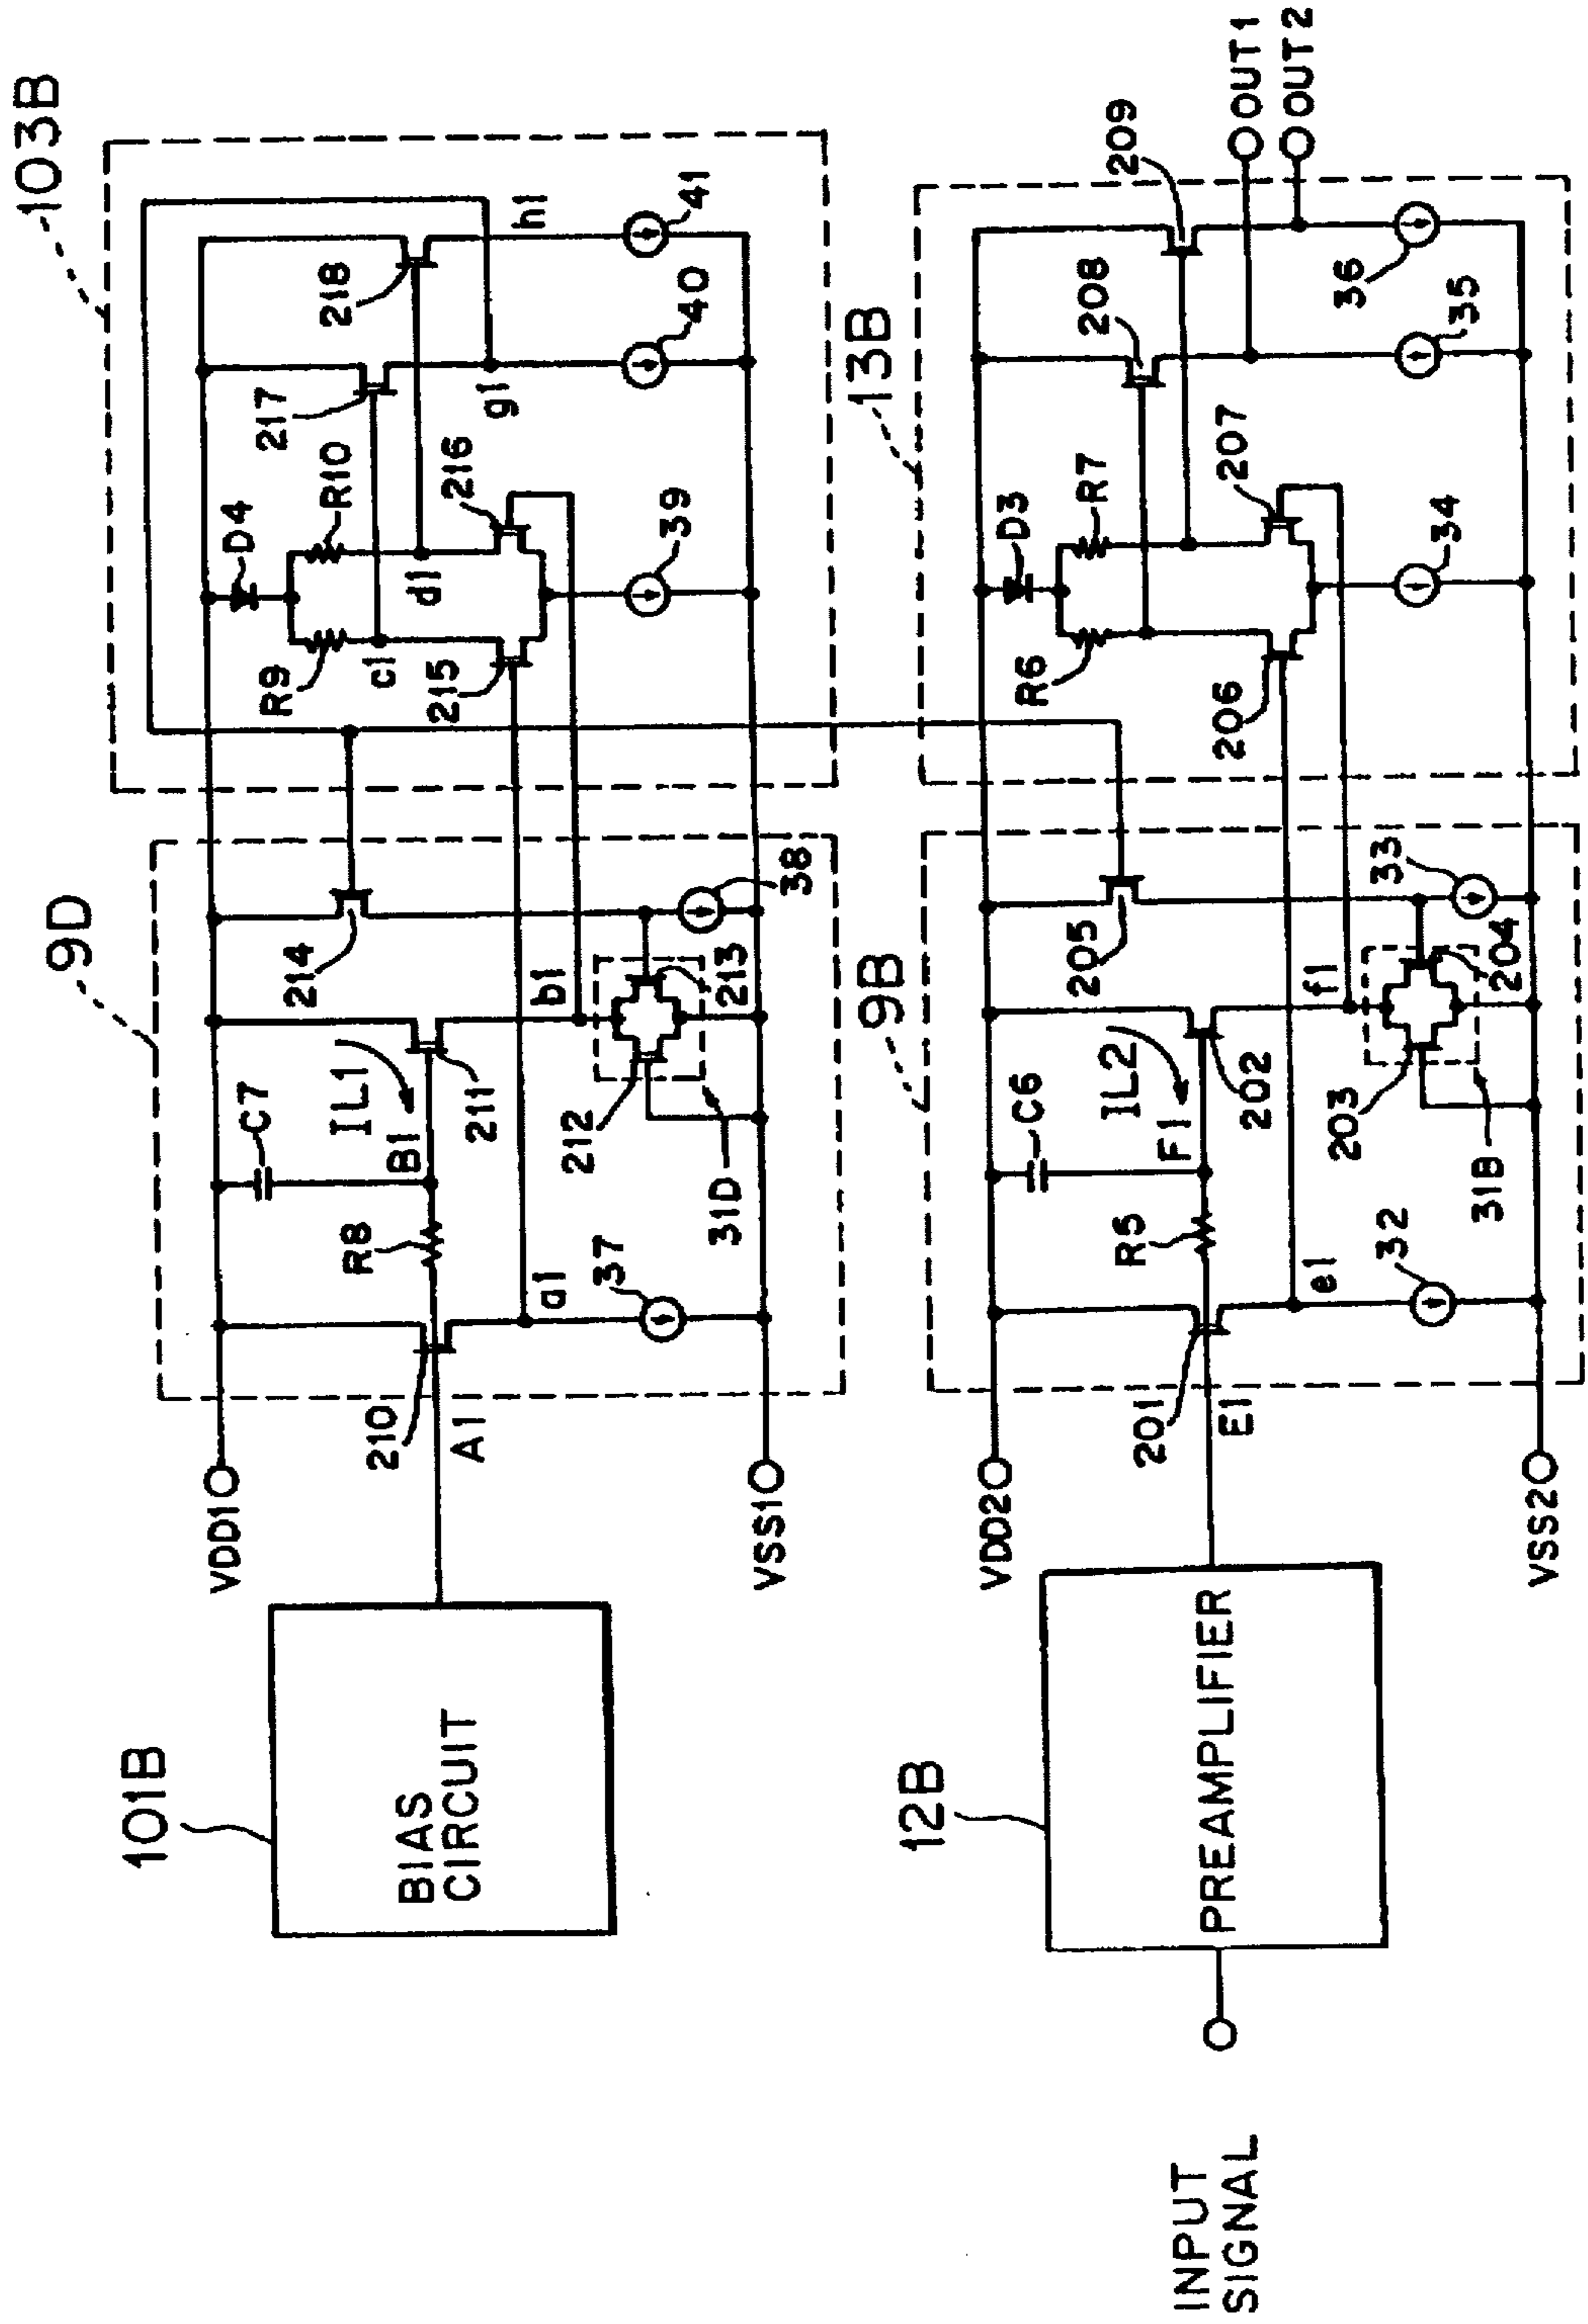 103B
101B
BIAS
CIRCUIT
9D
VDD1
VSS1
210
A1
R8
C7
B1
IL1
211
a1
37
212
31D
213
b1
214
38
R9
D4
R10
c1
d1
215
216
39
217
218
g1
h1
40
41
12B
PREAMPLIFIER
INPUT
SIGNAL
9B
VDD2
VSS2
201
E1
R5
C6
F1
IL2
202
e1
32
203
31B
204
f1
205
33
13B
R6
D3
R7
206
207
34
208
209
35
36
OUT1
OUT2